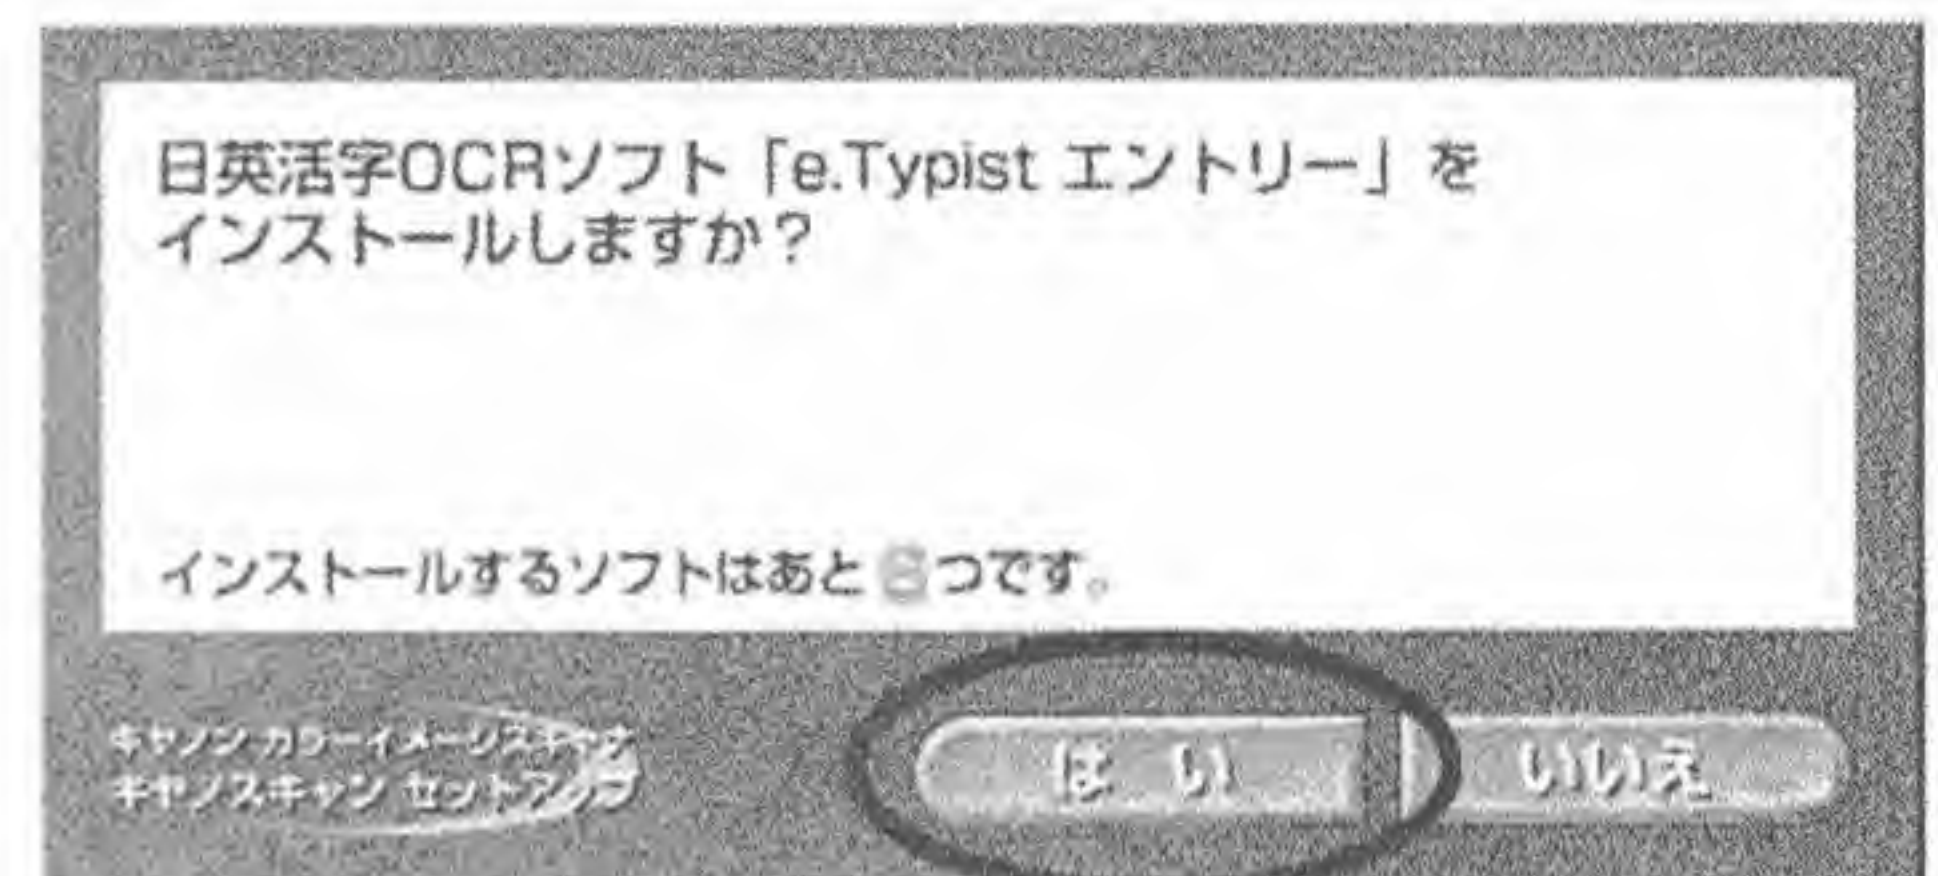 日英活字OCRソフト「e.Typist エントリー」を
インストールしますか？
インストールするソフトはあと つです。
キヤノン カラーイメージスキャナ
キヤノスキャン セットアップ
は い
いいえ